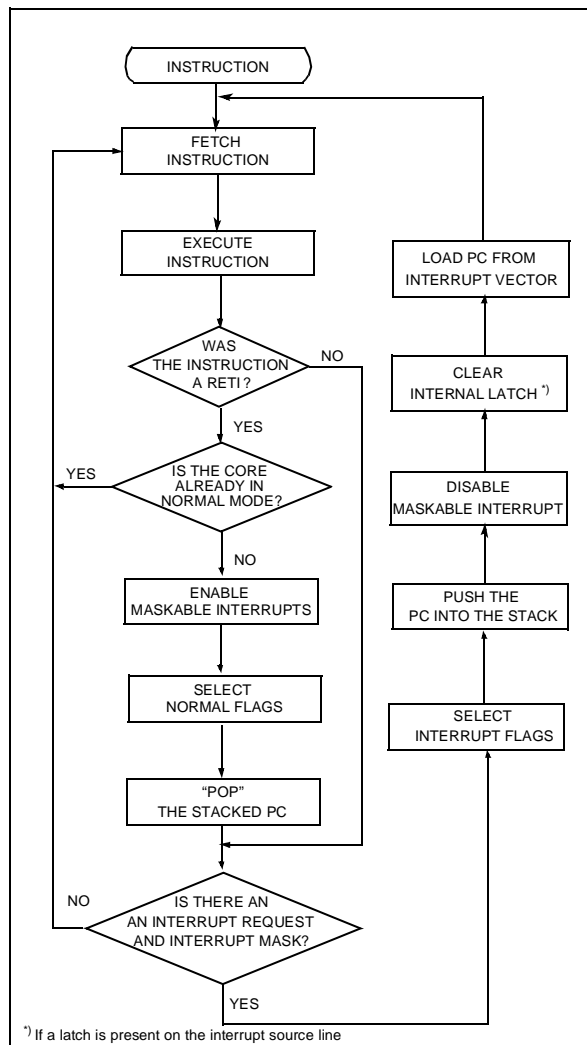 INSTRUCTION
FETCH
INSTRUCTION
EXECUTE
INSTRUCTION
WAS
THE INSTRUCTION
A RETI ?
NO
YES
IS THE CORE
ALREADY IN
NORMAL MODE?
YES
NO
ENABLE
MASKABLE INTERRUPTS
SELECT
NORMAL FLAGS
“POP”
THE STACKED PC
IS THERE AN
AN INTERRUPT REQUEST
AND INTERRUPT MASK?
NO
YES
SELECT
INTERRUPT FLAGS
PUSH THE
PC INTO THE STACK
DISABLE
MASKABLE INTERRUPT
CLEAR
INTERNAL LATCH *)
LOAD PC FROM
INTERRUPT VECTOR
*) If a latch is present on the interrupt source line